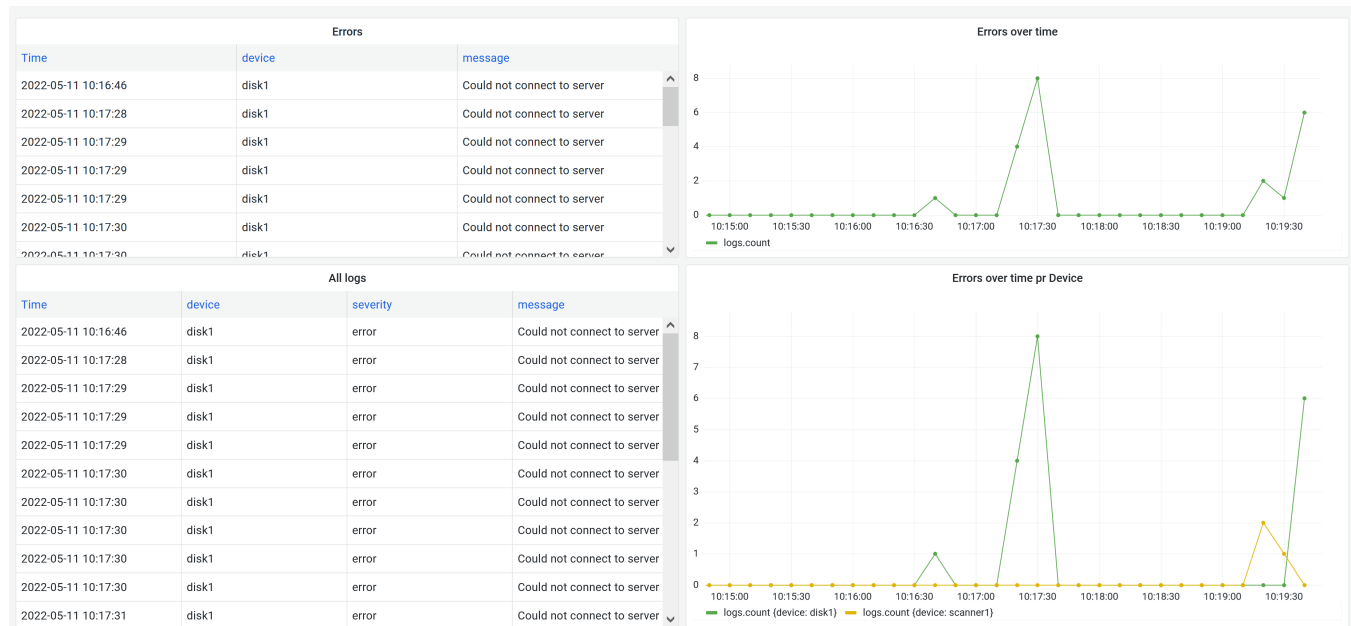 Errors
Time device message
2022-05-11 10:16:46 disk1 Could not connect to server
2022-05-11 10:17:28 disk1 Could not connect to server
2022-05-11 10:17:29 disk1 Could not connect to server
2022-05-11 10:17:29 disk1 Could not connect to server
2022-05-11 10:17:29 disk1 Could not connect to server
2022-05-11 10:17:30 disk1 Could not connect to server
2022-05-11 10:17:30 disk1 Could not connect to server
Errors over time
8
6
4
2
0
10:15:00 10:15:30 10:16:00 10:16:30 10:17:00 10:17:30 10:18:00 10:18:30 10:19:00 10:19:30
logs.count
All logs
Time device severity message
2022-05-11 10:16:46 disk1 error Could not connect to server
2022-05-11 10:17:28 disk1 error Could not connect to server
2022-05-11 10:17:29 disk1 error Could not connect to server
2022-05-11 10:17:29 disk1 error Could not connect to server
2022-05-11 10:17:29 disk1 error Could not connect to server
2022-05-11 10:17:30 disk1 error Could not connect to server
2022-05-11 10:17:30 disk1 error Could not connect to server
2022-05-11 10:17:30 disk1 error Could not connect to server
2022-05-11 10:17:30 disk1 error Could not connect to server
2022-05-11 10:17:30 disk1 error Could not connect to server
2022-05-11 10:17:31 disk1 error Could not connect to server
Errors over time pr Device
8
7
6
5
4
3
2
1
0
10:15:00 10:15:30 10:16:00 10:16:30 10:17:00 10:17:30 10:18:00 10:18:30 10:19:00 10:19:30
logs.count {device: disk1} logs.count {device: scanner1}